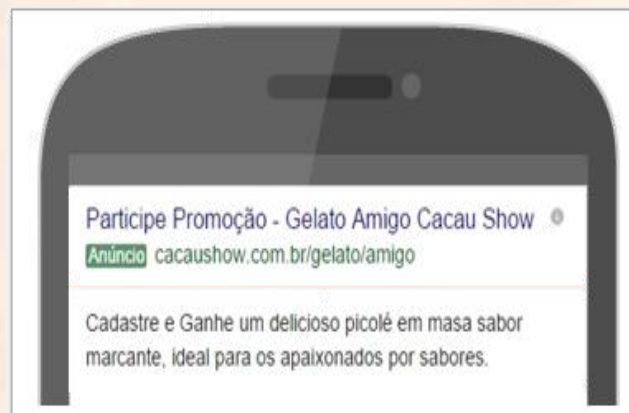 Participe Promoção - Gelato Amigo Cacau Show
Anúncio cacaushow.com.br/gelato/amigo
Cadastre e Ganhe um delicioso picolé em masa sabor
marcante, ideal para os apaixonados por sabores.